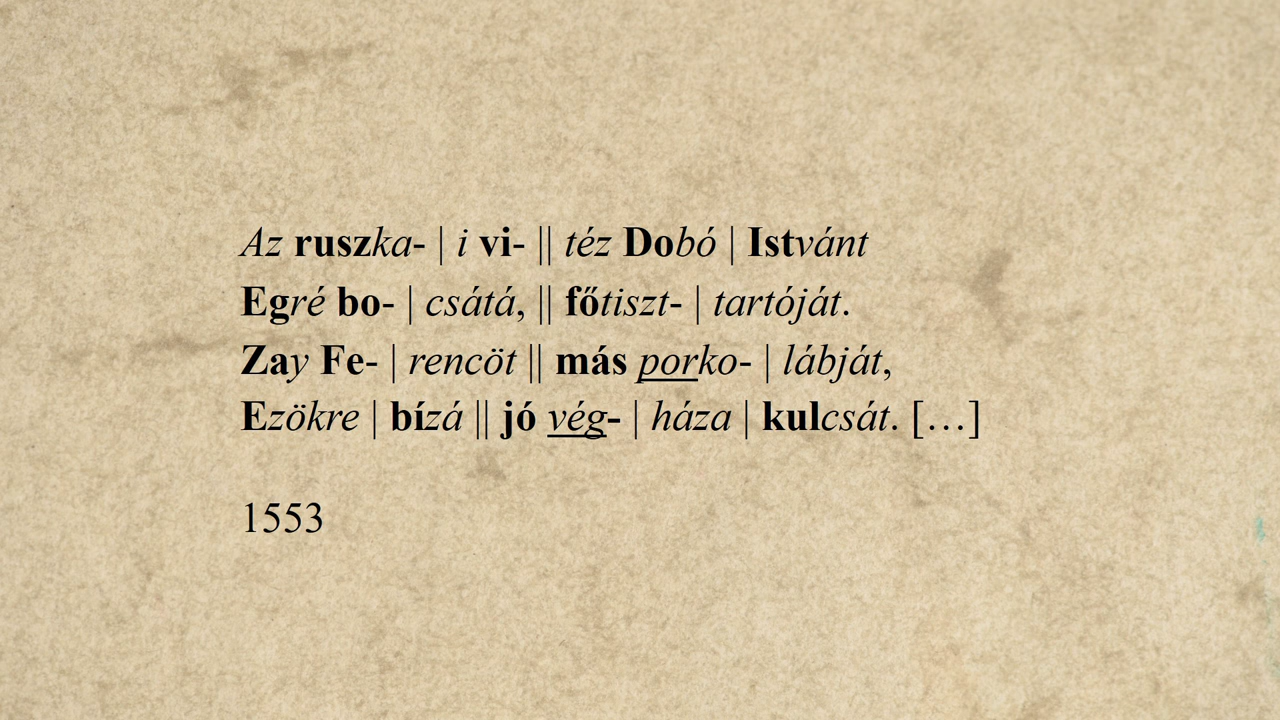 Az ruszka- | i vi- || téz Dobó | Istvánt
Egré bo- | csátá, || főtiszt- | tartóját.
Zay Fe- | rencöt || más porko- | lábját,
Ezökre | bízá || jó vég- | háza | kulcsát. […]
1553